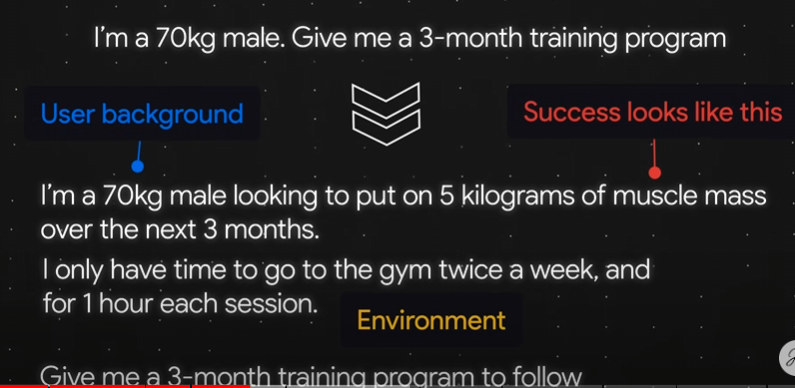 I'm a 70kg male. Give me a 3-month training program
User background
Success looks like this
I'm a 70kg male looking to put on 5 kilograms of muscle mass
over the next 3 months.
I only have time to go to the gym twice a week, and
for 1 hour each session.
Environment
Give me a 3-month training program to follow